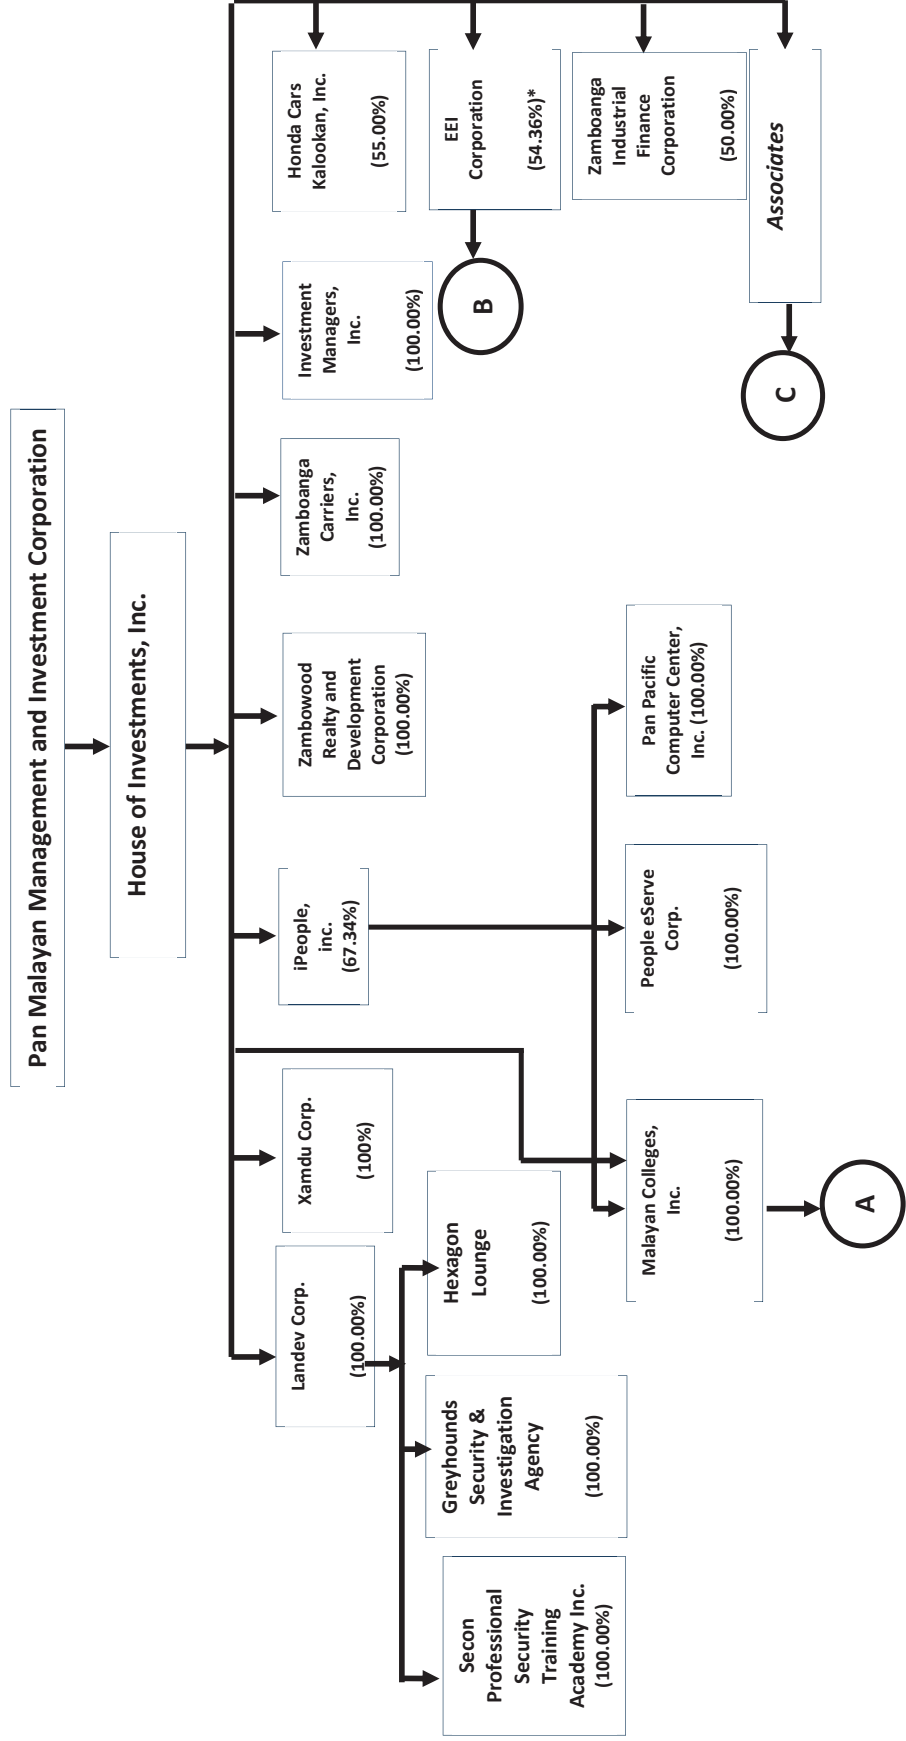 Pan Malayan Management and Investment Corporation
House of Investments, Inc.
Landev Corp.
(100.00%)
Xamdu Corp.
(100%)
iPeople,
inc.
(67.34%)
Zambowood
Realty and
Development
Corporation
(100.00%)
Zamboanga
Carriers,
Inc.
(100.00%)
Investment
Managers,
Inc.
(100.00%)
Honda Cars
Kalookan, Inc.
(55.00%)
EEI
Corporation
(54.36%)*
B
Zamboanga
Industrial
Finance
Corporation
(50.00%)
Associates
C
Secon
Professional
Security
Training
Academy Inc.
(100.00%)
Greyhounds
Security &
Investigation
Agency
(100.00%)
Hexagon
Lounge
(100.00%)
Malayan Colleges,
Inc.
(100.00%)
People eServe
Corp.
(100.00%)
Pan Pacific
Computer Center,
Inc. (100.00%)
A